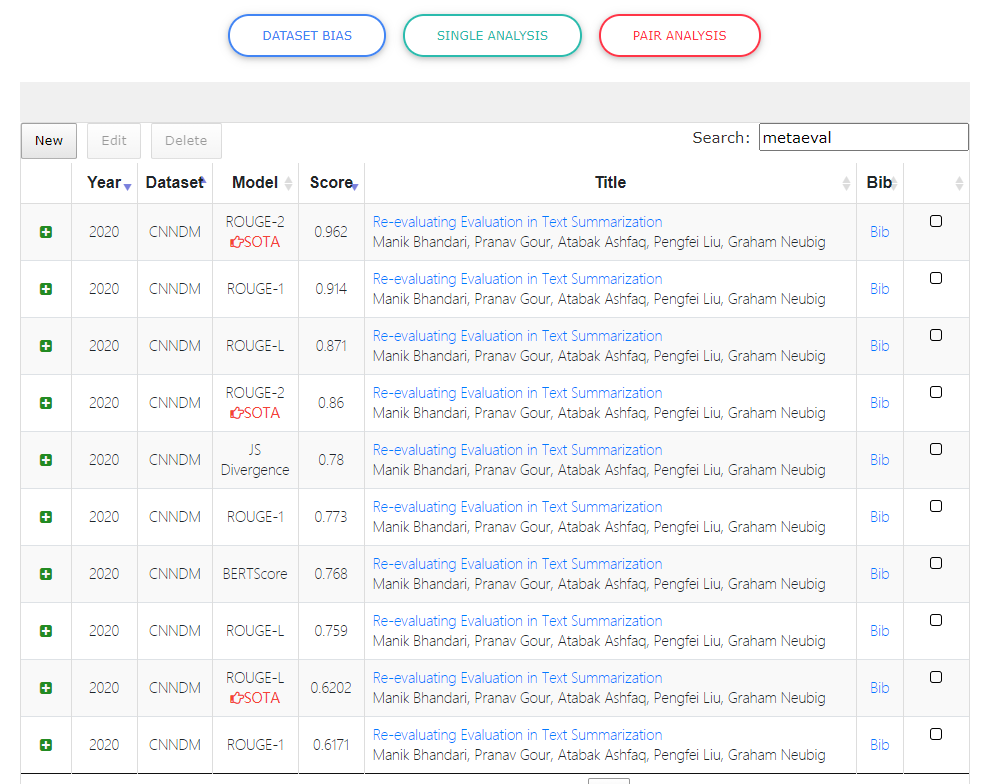 DATASET BIAS SINGLE ANALYSIS PAIR ANALYSIS
New Edit Delete Search: metaeval
Year Dataset Model Score Title Bib
2020 CNNDM ROUGE-2 SOTA 0.962 Re-evaluating Evaluation in Text Summarization Bib
Manik Bhandari, Pranav Gour, Atabak Ashfaq, Pengfei Liu, Graham Neubig
2020 CNNDM ROUGE-1 0.914 Re-evaluating Evaluation in Text Summarization Bib
Manik Bhandari, Pranav Gour, Atabak Ashfaq, Pengfei Liu, Graham Neubig
2020 CNNDM ROUGE-L 0.871 Re-evaluating Evaluation in Text Summarization Bib
Manik Bhandari, Pranav Gour, Atabak Ashfaq, Pengfei Liu, Graham Neubig
2020 CNNDM ROUGE-2 SOTA 0.86 Re-evaluating Evaluation in Text Summarization Bib
Manik Bhandari, Pranav Gour, Atabak Ashfaq, Pengfei Liu, Graham Neubig
2020 CNNDM JS Divergence 0.78 Re-evaluating Evaluation in Text Summarization Bib
Manik Bhandari, Pranav Gour, Atabak Ashfaq, Pengfei Liu, Graham Neubig
2020 CNNDM ROUGE-1 0.773 Re-evaluating Evaluation in Text Summarization Bib
Manik Bhandari, Pranav Gour, Atabak Ashfaq, Pengfei Liu, Graham Neubig
2020 CNNDM BERTScore 0.768 Re-evaluating Evaluation in Text Summarization Bib
Manik Bhandari, Pranav Gour, Atabak Ashfaq, Pengfei Liu, Graham Neubig
2020 CNNDM ROUGE-L 0.759 Re-evaluating Evaluation in Text Summarization Bib
Manik Bhandari, Pranav Gour, Atabak Ashfaq, Pengfei Liu, Graham Neubig
2020 CNNDM ROUGE-L SOTA 0.6202 Re-evaluating Evaluation in Text Summarization Bib
Manik Bhandari, Pranav Gour, Atabak Ashfaq, Pengfei Liu, Graham Neubig
2020 CNNDM ROUGE-1 0.6171 Re-evaluating Evaluation in Text Summarization Bib
Manik Bhandari, Pranav Gour, Atabak Ashfaq, Pengfei Liu, Graham Neubig